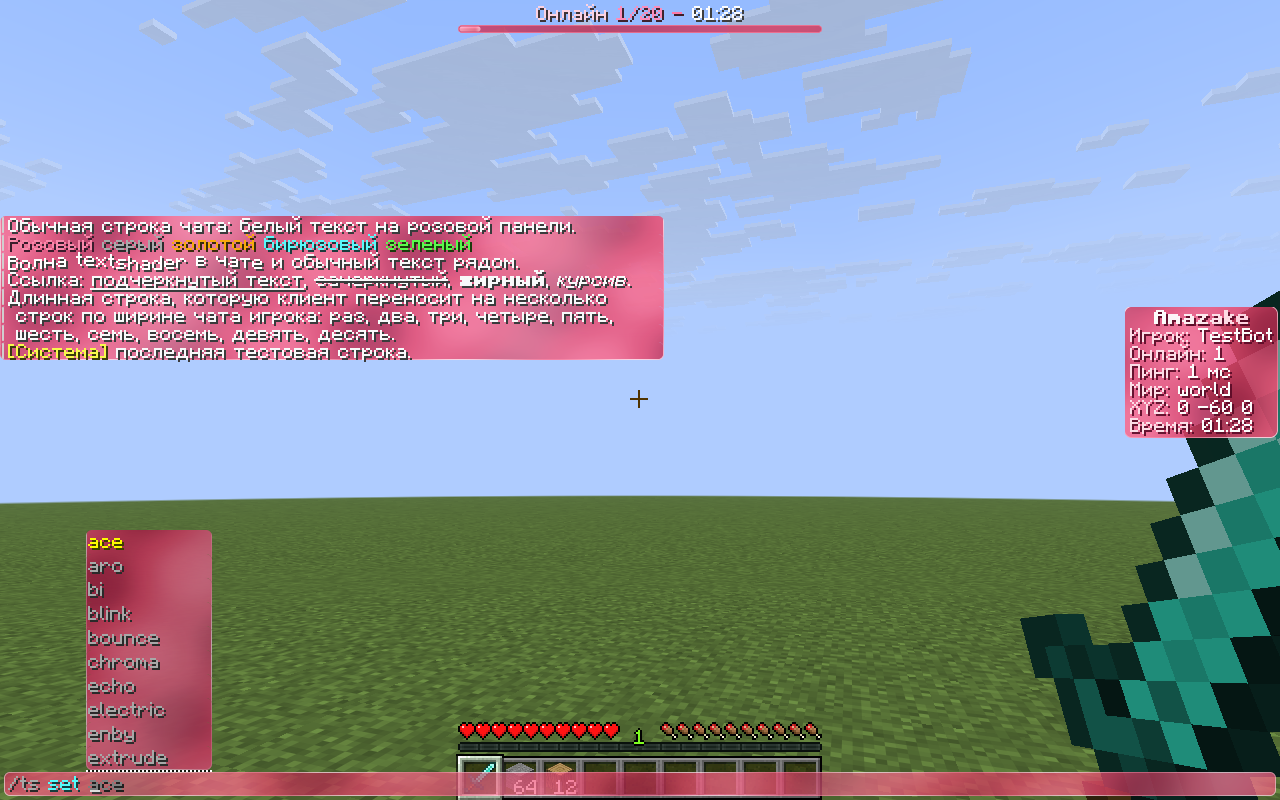 Онлайн 1/20 - 01:28
Обычная строка чата: белый текст на розовой панели.
Розовый серый золотой бирюзовый зеленый
Волна textshader в чате и обычный текст рядом.
Ссылка: подчеркнутый текст, зачеркнутый, жирный, курсив.
Длинная строка, которую клиент переносит на несколько
строк по ширине чата игрока: раз, два, три, четыре, пять,
шесть, семь, восемь, девять, десять.
[Система] последняя тестовая строка.
Amazake
Игрок: TestBot
Онлайн: 1
Пинг: 1 мс
Мир: world
XYZ: 0 -60 0
Время: 01:28
ace
aro
bi
blink
bounce
chroma
echo
electric
enby
extrude
1
64 12
/ts set ace